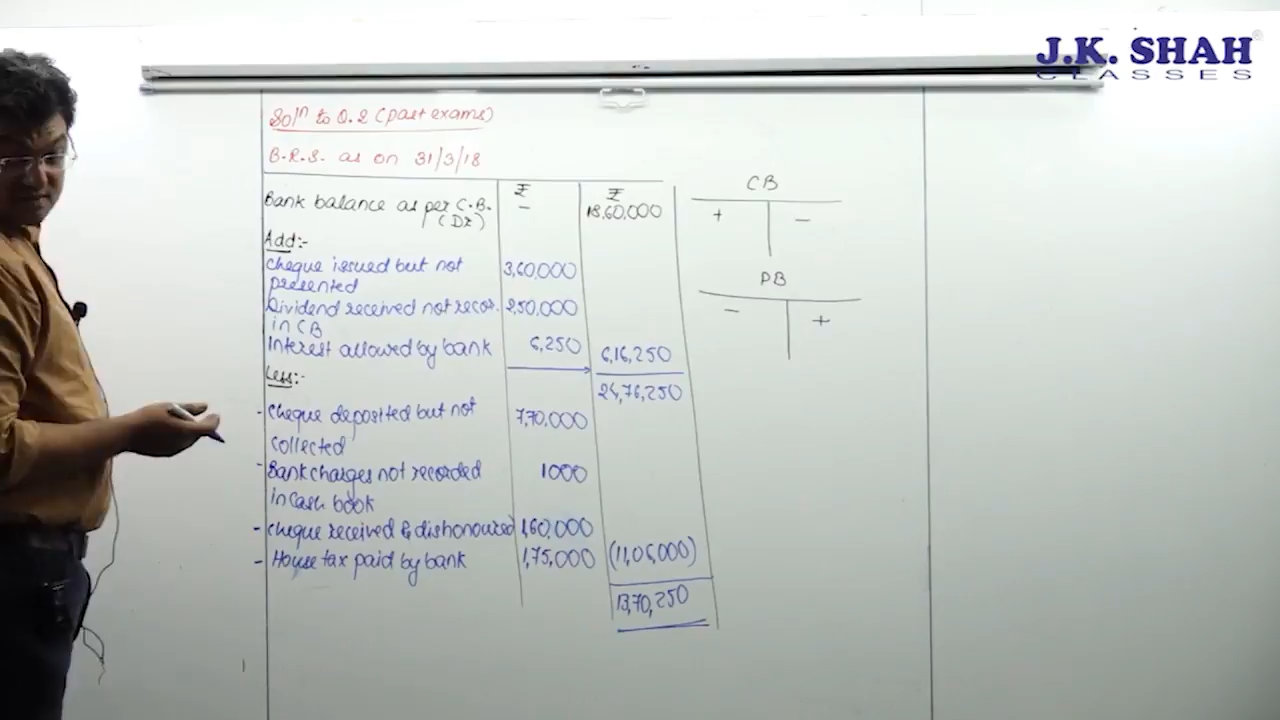 J.K. SHAH®
CLASSES
Solⁿ to Q.2 (past exams)
B.R.S. as on 31/3/18
₹ ₹
Bank balance as per C.B. – 18,60,000
(Dr)
Add:-
Cheque issued but not 3,60,000
presented
Dividend received not recor. 2,50,000
in CB
Interest allowed by bank 6,250 6,16,250
24,76,250
Less:-
- Cheque deposited but not 7,70,000
collected
- Bank charges not recorded 1000
in cash book
- Cheque received & dishonoured 1,60,000
- House tax paid by bank 1,75,000 (11,06,000)
13,70,250
CB
+ –
PB
– +